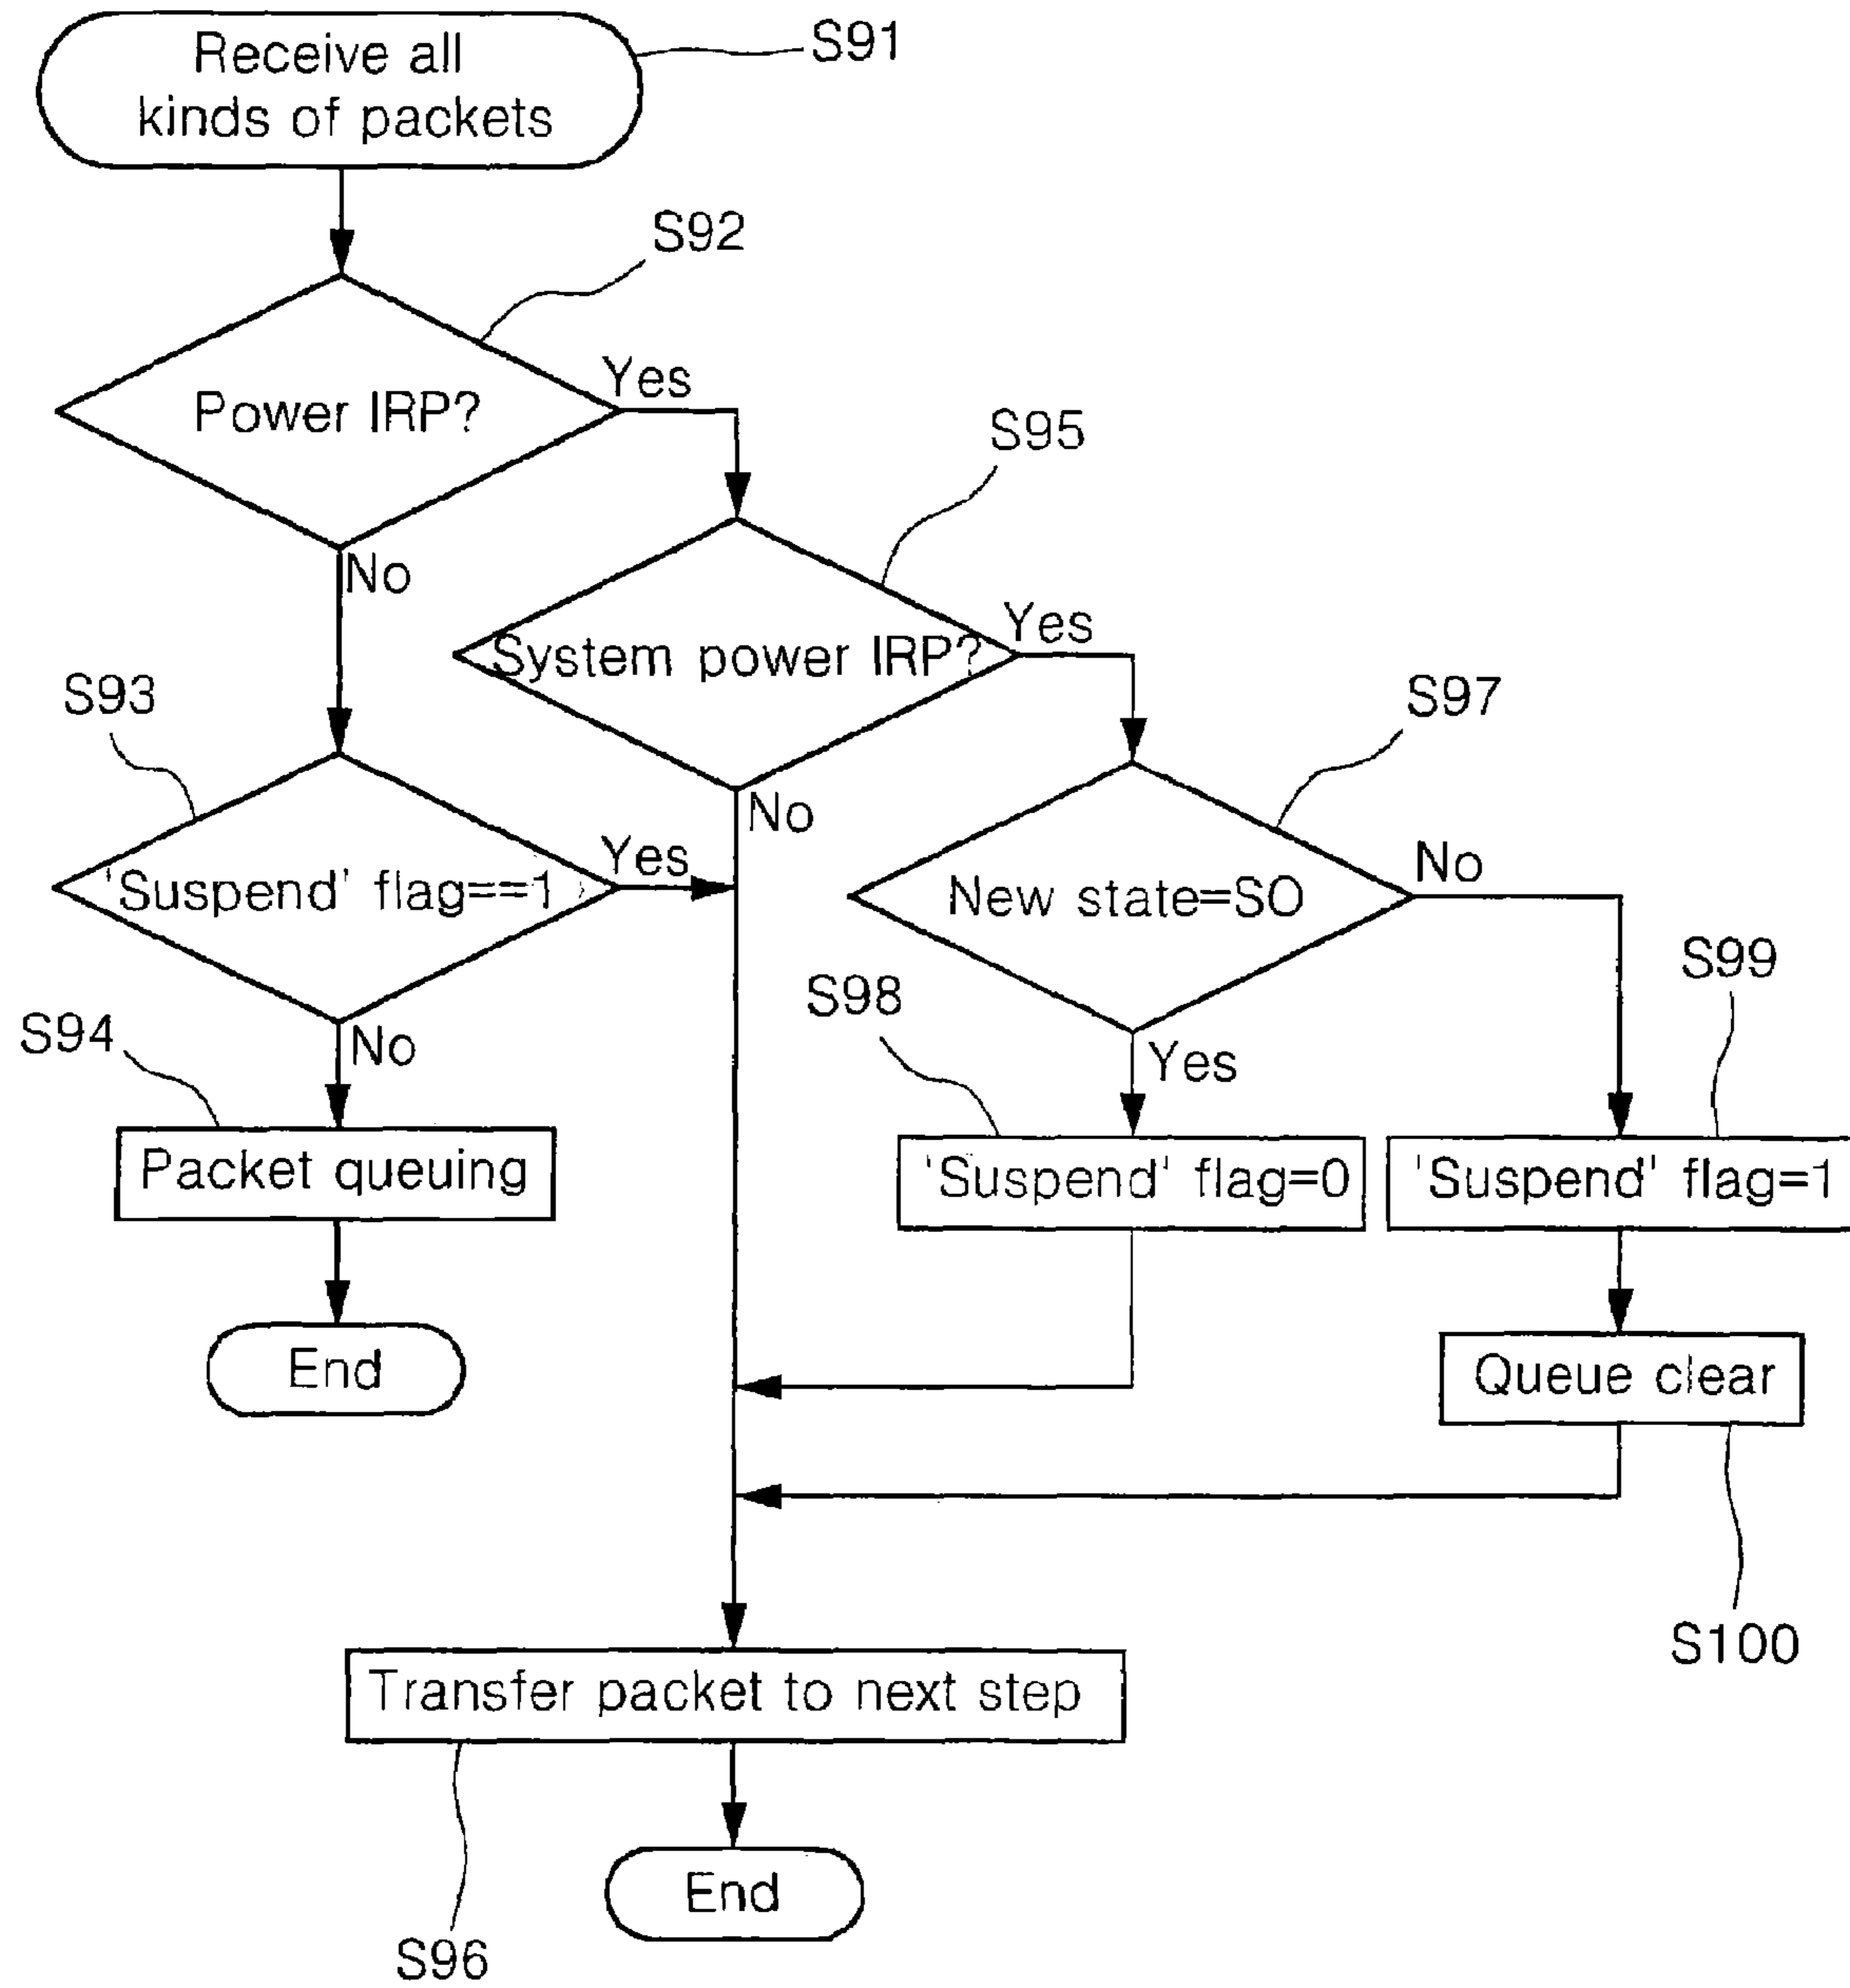 Receive all
kinds of packets
S91
S92
Power IRP?
Yes
No
S95
System power IRP?
Yes
No
S93
'Suspend' flag==1
Yes
No
S97
New state=SO
No
Yes
S94
Packet queuing
End
S98
'Suspend' flag=0
S99
'Suspend' flag=1
Queue clear
S100
Transfer packet to next step
S96
End